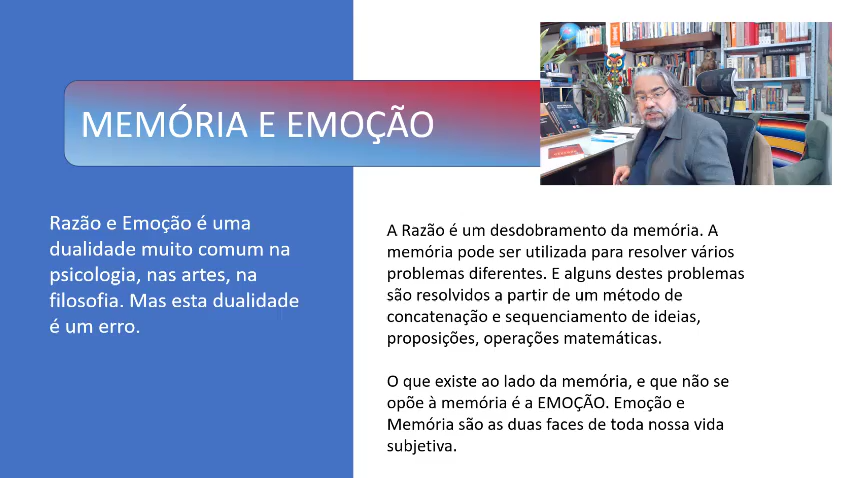 MEMÓRIA E EMOÇÃO
Razão e Emoção é uma
dualidade muito comum na
psicologia, nas artes, na
filosofia. Mas esta dualidade
é um erro.
A Razão é um desdobramento da memória. A
memória pode ser utilizada para resolver vários
problemas diferentes. E alguns destes problemas
são resolvidos a partir de um método de
concatenação e sequenciamento de ideias,
proposições, operações matemáticas.
O que existe ao lado da memória, e que não se
opõe à memória é a EMOÇÃO. Emoção e
Memória são as duas faces de toda nossa vida
subjetiva.